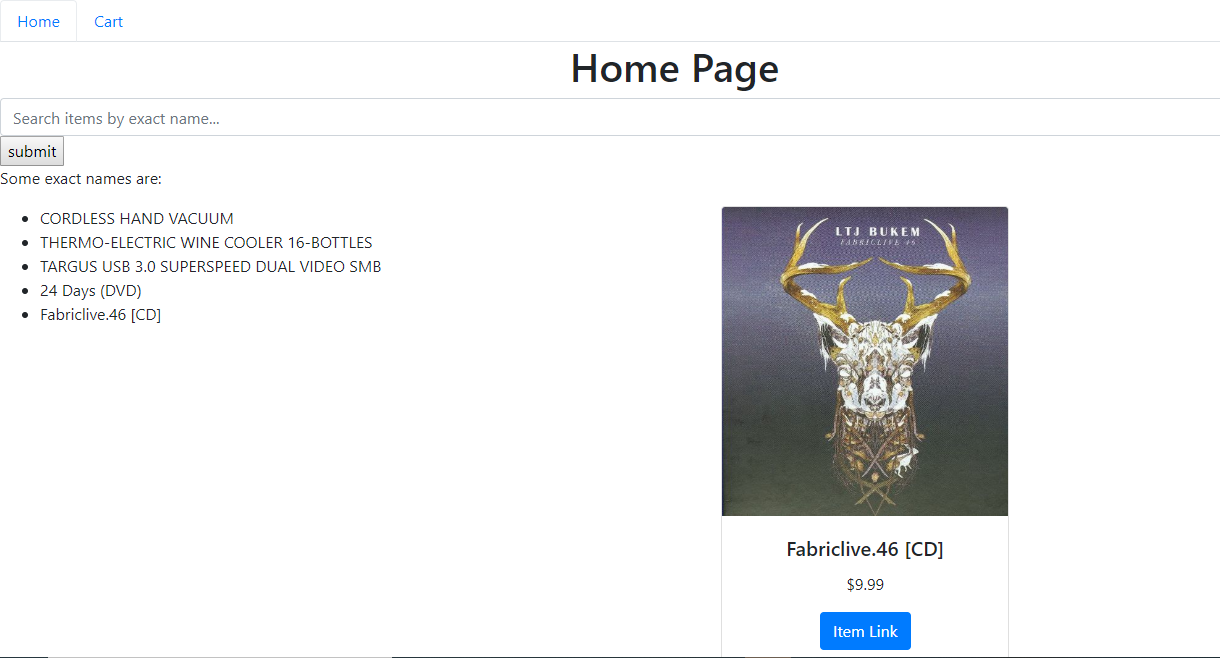 Home Cart
Home Page
Search items by exact name...
submit
Some exact names are:
CORDLESS HAND VACUUM
THERMO-ELECTRIC WINE COOLER 16-BOTTLES
TARGUS USB 3.0 SUPERSPEED DUAL VIDEO SMB
24 Days (DVD)
Fabriclive.46 [CD]
LTJ BUKEM
FABRICLIVE 46
Fabriclive.46 [CD]
$9.99
Item Link